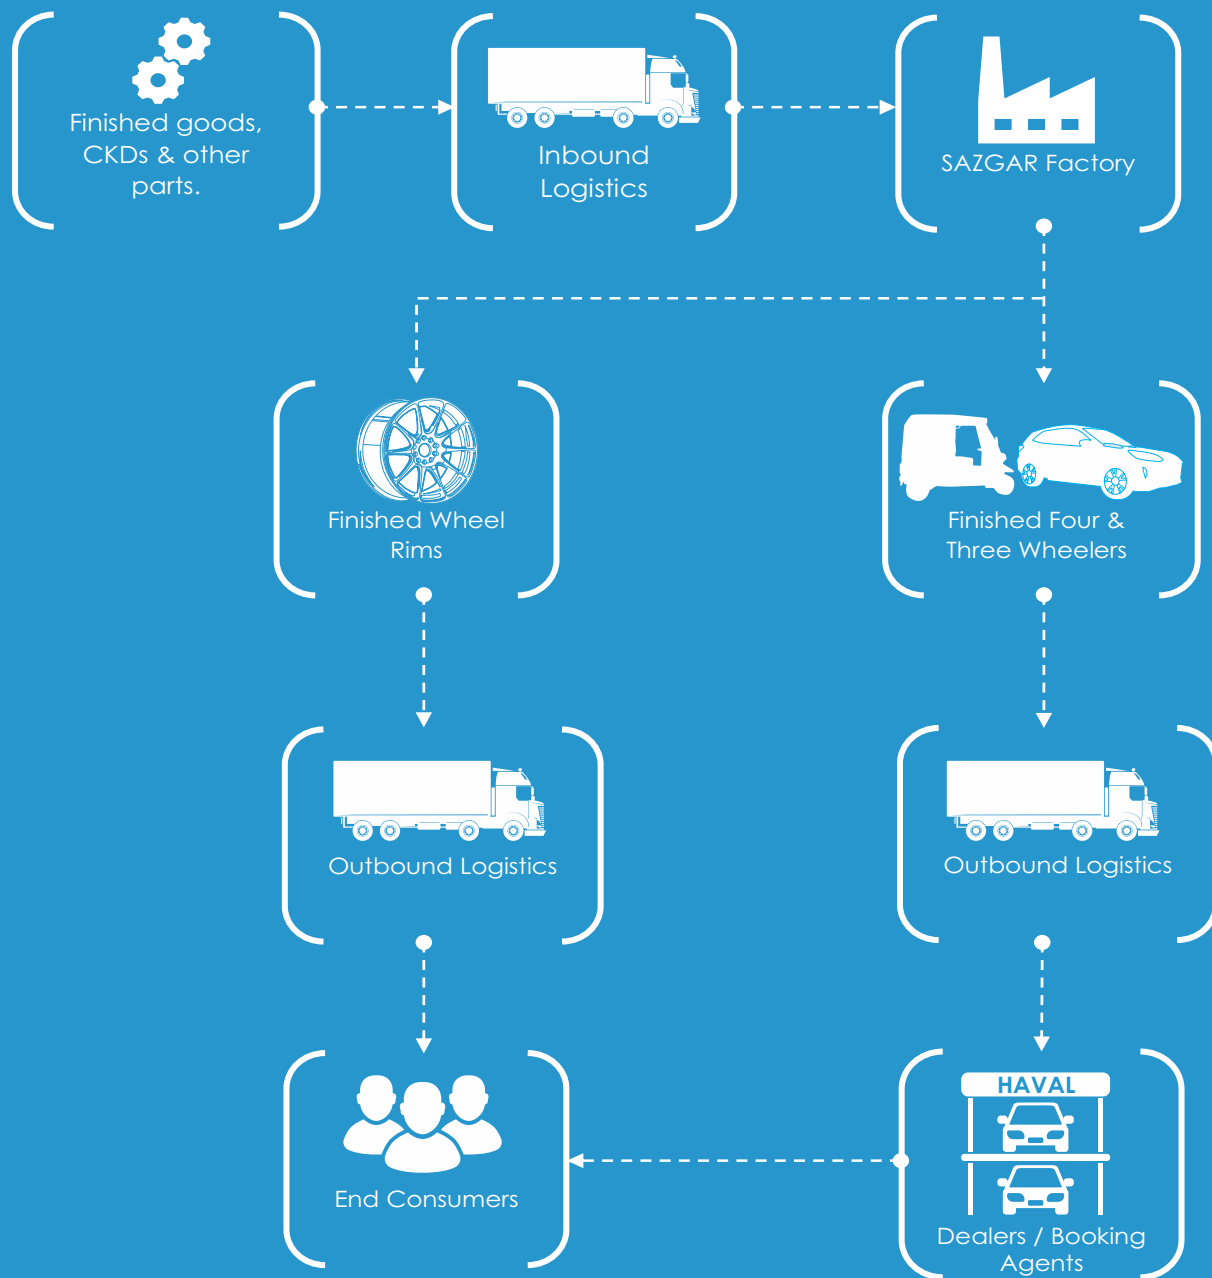 Finished goods,
CKDs & other
parts.
Inbound
Logistics
SAZGAR Factory
Finished Wheel
Rims
Finished Four &
Three Wheelers
Outbound Logistics
Outbound Logistics
End Consumers
HAVAL
Dealers / Booking
Agents